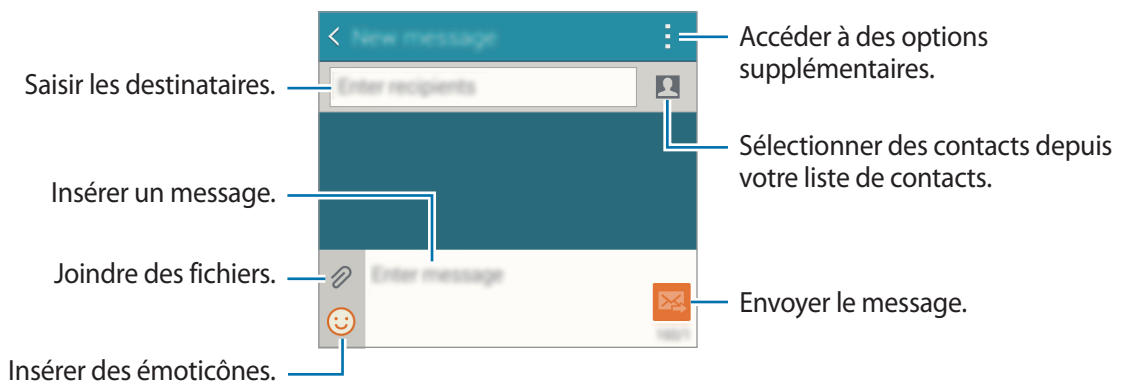 New message
Accéder à des options
supplémentaires.
Saisir les destinataires.
Enter recipients
Sélectionner des contacts depuis
votre liste de contacts.
Insérer un message.
Joindre des fichiers.
Enter message
Envoyer le message.
Insérer des émoticônes.